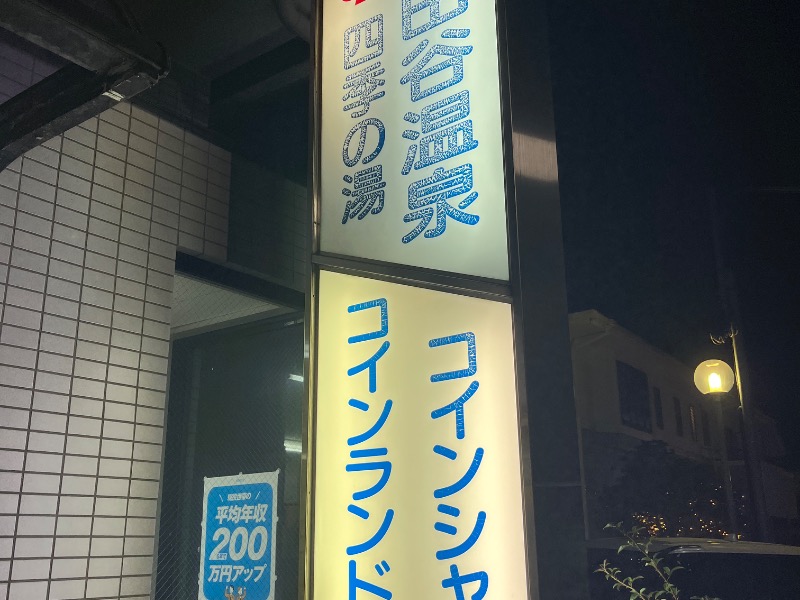 谷温泉
四季の湯
コインシャ
コインランド
平均年収
200
万円アップ